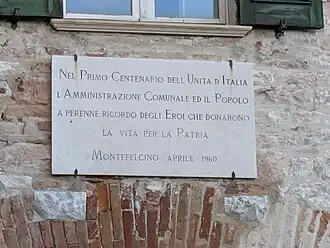 Nel Primo Centenario dell'Unita d'Italia
l'Amministrazione Comunale ed il Popolo
a perenne ricordo degli Eroi che donarono
la vita per la Patria
Montefelcino aprile 1960